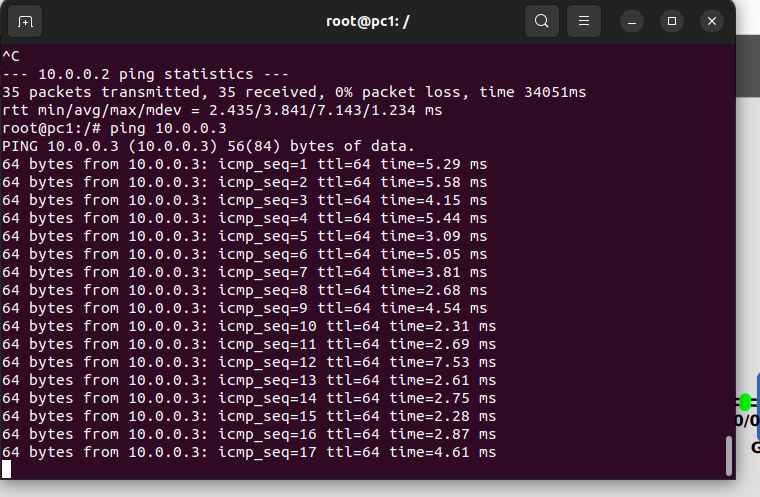 root@pc1: /
^C
--- 10.0.0.2 ping statistics ---
35 packets transmitted, 35 received, 0% packet loss, time 34051ms
rtt min/avg/max/mdev = 2.435/3.841/7.143/1.234 ms
root@pc1:/# ping 10.0.0.3
PING 10.0.0.3 (10.0.0.3) 56(84) bytes of data.
64 bytes from 10.0.0.3: icmp_seq=1 ttl=64 time=5.29 ms
64 bytes from 10.0.0.3: icmp_seq=2 ttl=64 time=5.58 ms
64 bytes from 10.0.0.3: icmp_seq=3 ttl=64 time=4.15 ms
64 bytes from 10.0.0.3: icmp_seq=4 ttl=64 time=5.44 ms
64 bytes from 10.0.0.3: icmp_seq=5 ttl=64 time=3.09 ms
64 bytes from 10.0.0.3: icmp_seq=6 ttl=64 time=5.05 ms
64 bytes from 10.0.0.3: icmp_seq=7 ttl=64 time=3.81 ms
64 bytes from 10.0.0.3: icmp_seq=8 ttl=64 time=2.68 ms
64 bytes from 10.0.0.3: icmp_seq=9 ttl=64 time=4.54 ms
64 bytes from 10.0.0.3: icmp_seq=10 ttl=64 time=2.31 ms
64 bytes from 10.0.0.3: icmp_seq=11 ttl=64 time=2.69 ms
64 bytes from 10.0.0.3: icmp_seq=12 ttl=64 time=7.53 ms
64 bytes from 10.0.0.3: icmp_seq=13 ttl=64 time=2.61 ms
64 bytes from 10.0.0.3: icmp_seq=14 ttl=64 time=2.75 ms
64 bytes from 10.0.0.3: icmp_seq=15 ttl=64 time=2.28 ms
64 bytes from 10.0.0.3: icmp_seq=16 ttl=64 time=2.87 ms
64 bytes from 10.0.0.3: icmp_seq=17 ttl=64 time=4.61 ms